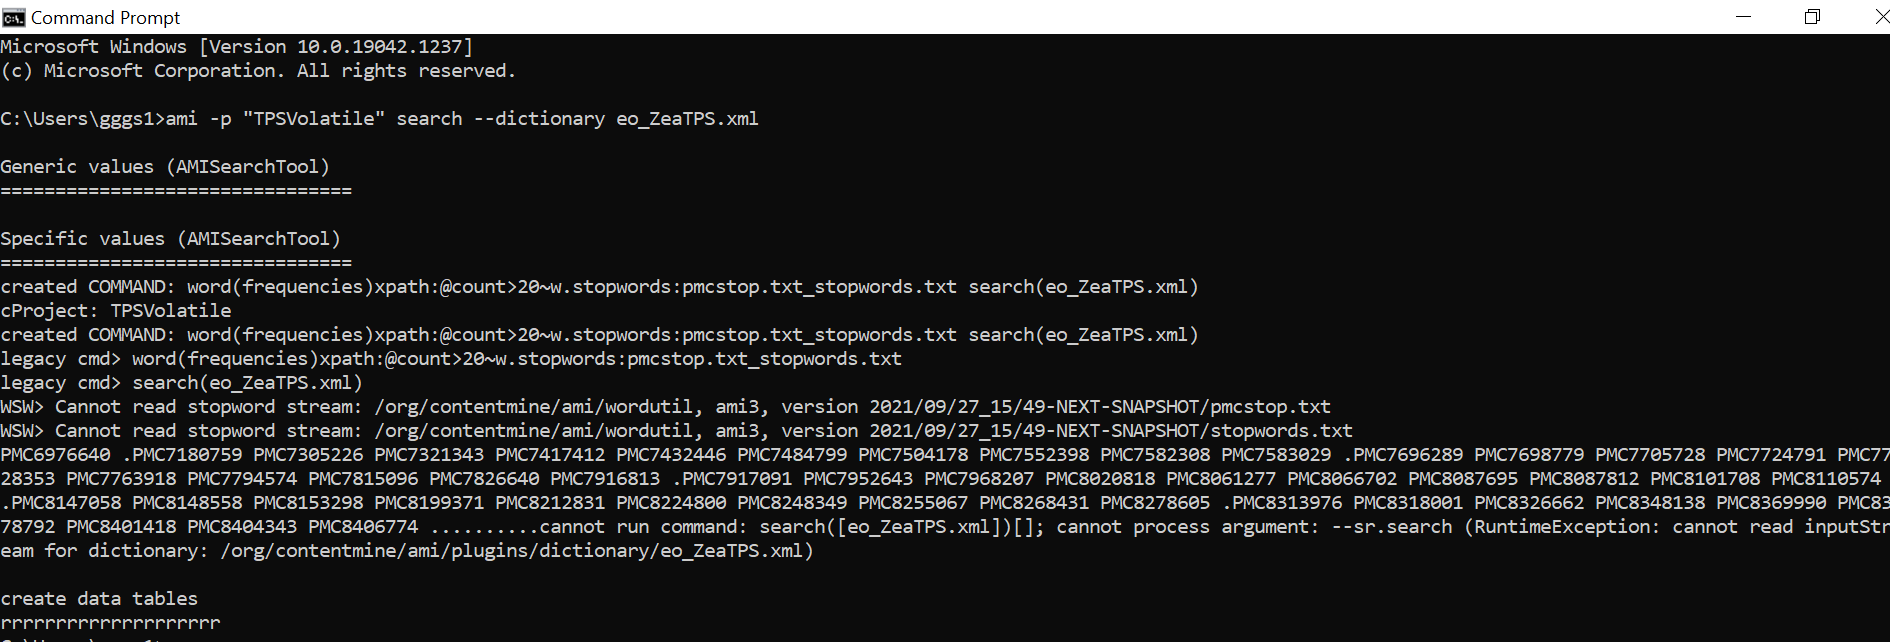 Command Prompt
Microsoft Windows [Version 10.0.19042.1237]
(c) Microsoft Corporation. All rights reserved.
C:\Users\gggs1>ami -p "TPSVolatile" search --dictionary eo_ZeaTPS.xml
Generic values (AMISearchTool)
================================
Specific values (AMISearchTool)
================================
created COMMAND: word(frequencies)xpath:@count>20~w.stopwords:pmcstop.txt_stopwords.txt search(eo_ZeaTPS.xml)
cProject: TPSVolatile
created COMMAND: word(frequencies)xpath:@count>20~w.stopwords:pmcstop.txt_stopwords.txt search(eo_ZeaTPS.xml)
legacy cmd> word(frequencies)xpath:@count>20~w.stopwords:pmcstop.txt_stopwords.txt
legacy cmd> search(eo_ZeaTPS.xml)
WSW> Cannot read stopword stream: /org/contentmine/ami/wordutil, ami3, version 2021/09/27_15/49-NEXT-SNAPSHOT/pmcstop.txt
WSW> Cannot read stopword stream: /org/contentmine/ami/wordutil, ami3, version 2021/09/27_15/49-NEXT-SNAPSHOT/stopwords.txt
PMC6976640 .PMC7180759 PMC7305226 PMC7321343 PMC7417412 PMC7432446 PMC7484799 PMC7504178 PMC7552398 PMC7582308 PMC7583029 .PMC7696289 PMC7698779 PMC7705728 PMC7724791 PMC77
28353 PMC7763918 PMC7794574 PMC7815096 PMC7826640 PMC7916813 .PMC7917091 PMC7952643 PMC7968207 PMC8020818 PMC8061277 PMC8066702 PMC8087695 PMC8087812 PMC8101708 PMC8110574
.PMC8147058 PMC8148558 PMC8153298 PMC8199371 PMC8212831 PMC8224800 PMC8248349 PMC8255067 PMC8268431 PMC8278605 .PMC8313976 PMC8318001 PMC8326662 PMC8348138 PMC8369990 PMC83
78792 PMC8401418 PMC8404343 PMC8406774 ..........cannot run command: search([eo_ZeaTPS.xml])[]; cannot process argument: --sr.search (RuntimeException: cannot read inputStr
eam for dictionary: /org/contentmine/ami/plugins/dictionary/eo_ZeaTPS.xml)
create data tables
rrrrrrrrrrrrrrrrrrrr